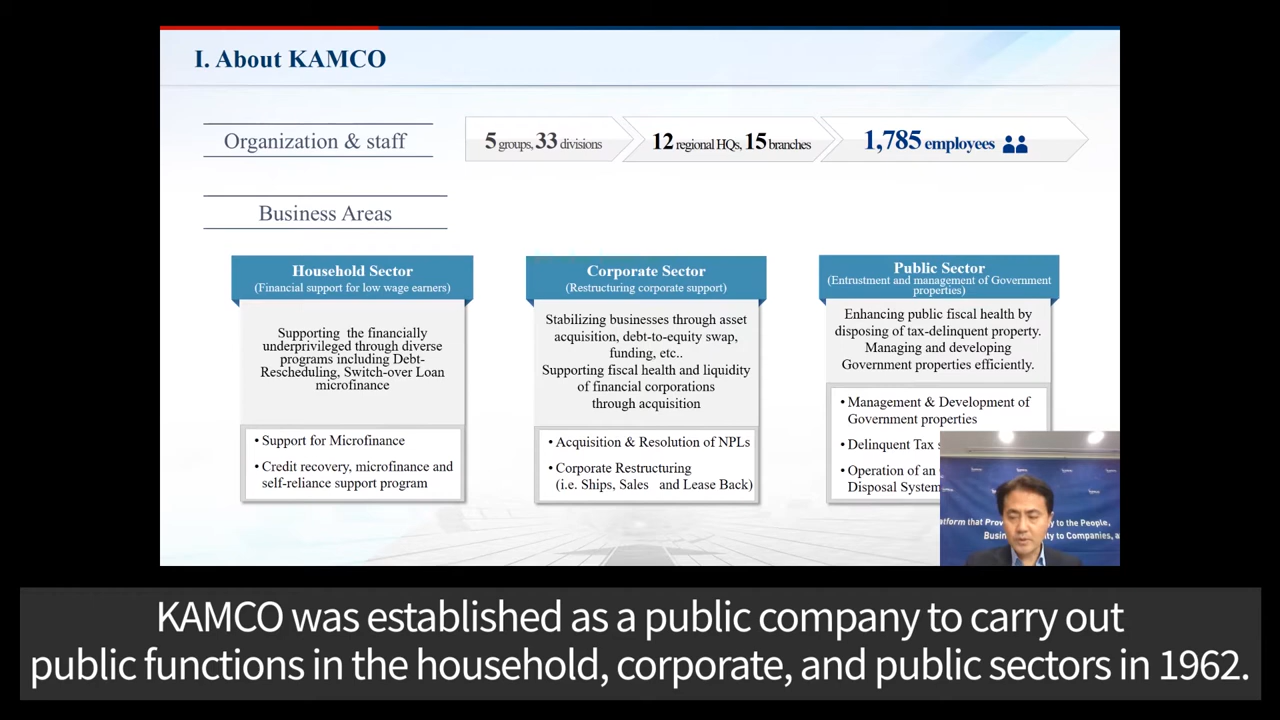 I. About KAMCO
Organization & staff
5 groups, 33 divisions
12 regional HQs, 15 branches
1,785 employees
Business Areas
Household Sector
(Financial support for low wage earners)
Supporting the financially
underprivileged through diverse
programs including Debt-
Rescheduling, Switch-over Loan
microfinance
• Support for Microfinance
• Credit recovery, microfinance and
self-reliance support program
Corporate Sector
(Restructuring corporate support)
Stabilizing businesses through asset
acquisition, debt-to-equity swap,
funding, etc..
Supporting fiscal health and liquidity
of financial corporations
through acquisition
• Acquisition & Resolution of NPLs
• Corporate Restructuring
(i.e. Ships, Sales and Lease Back)
Public Sector
(Entrustment and management of Government
properties)
Enhancing public fiscal health by
disposing of tax-delinquent property.
Managing and developing
Government properties efficiently.
• Management & Development of
Government properties
• Delinquent Tax
• Operation of an
Disposal System
that to the People,
to Companies,
KAMCO was established as a public company to carry out
public functions in the household, corporate, and public sectors in 1962.